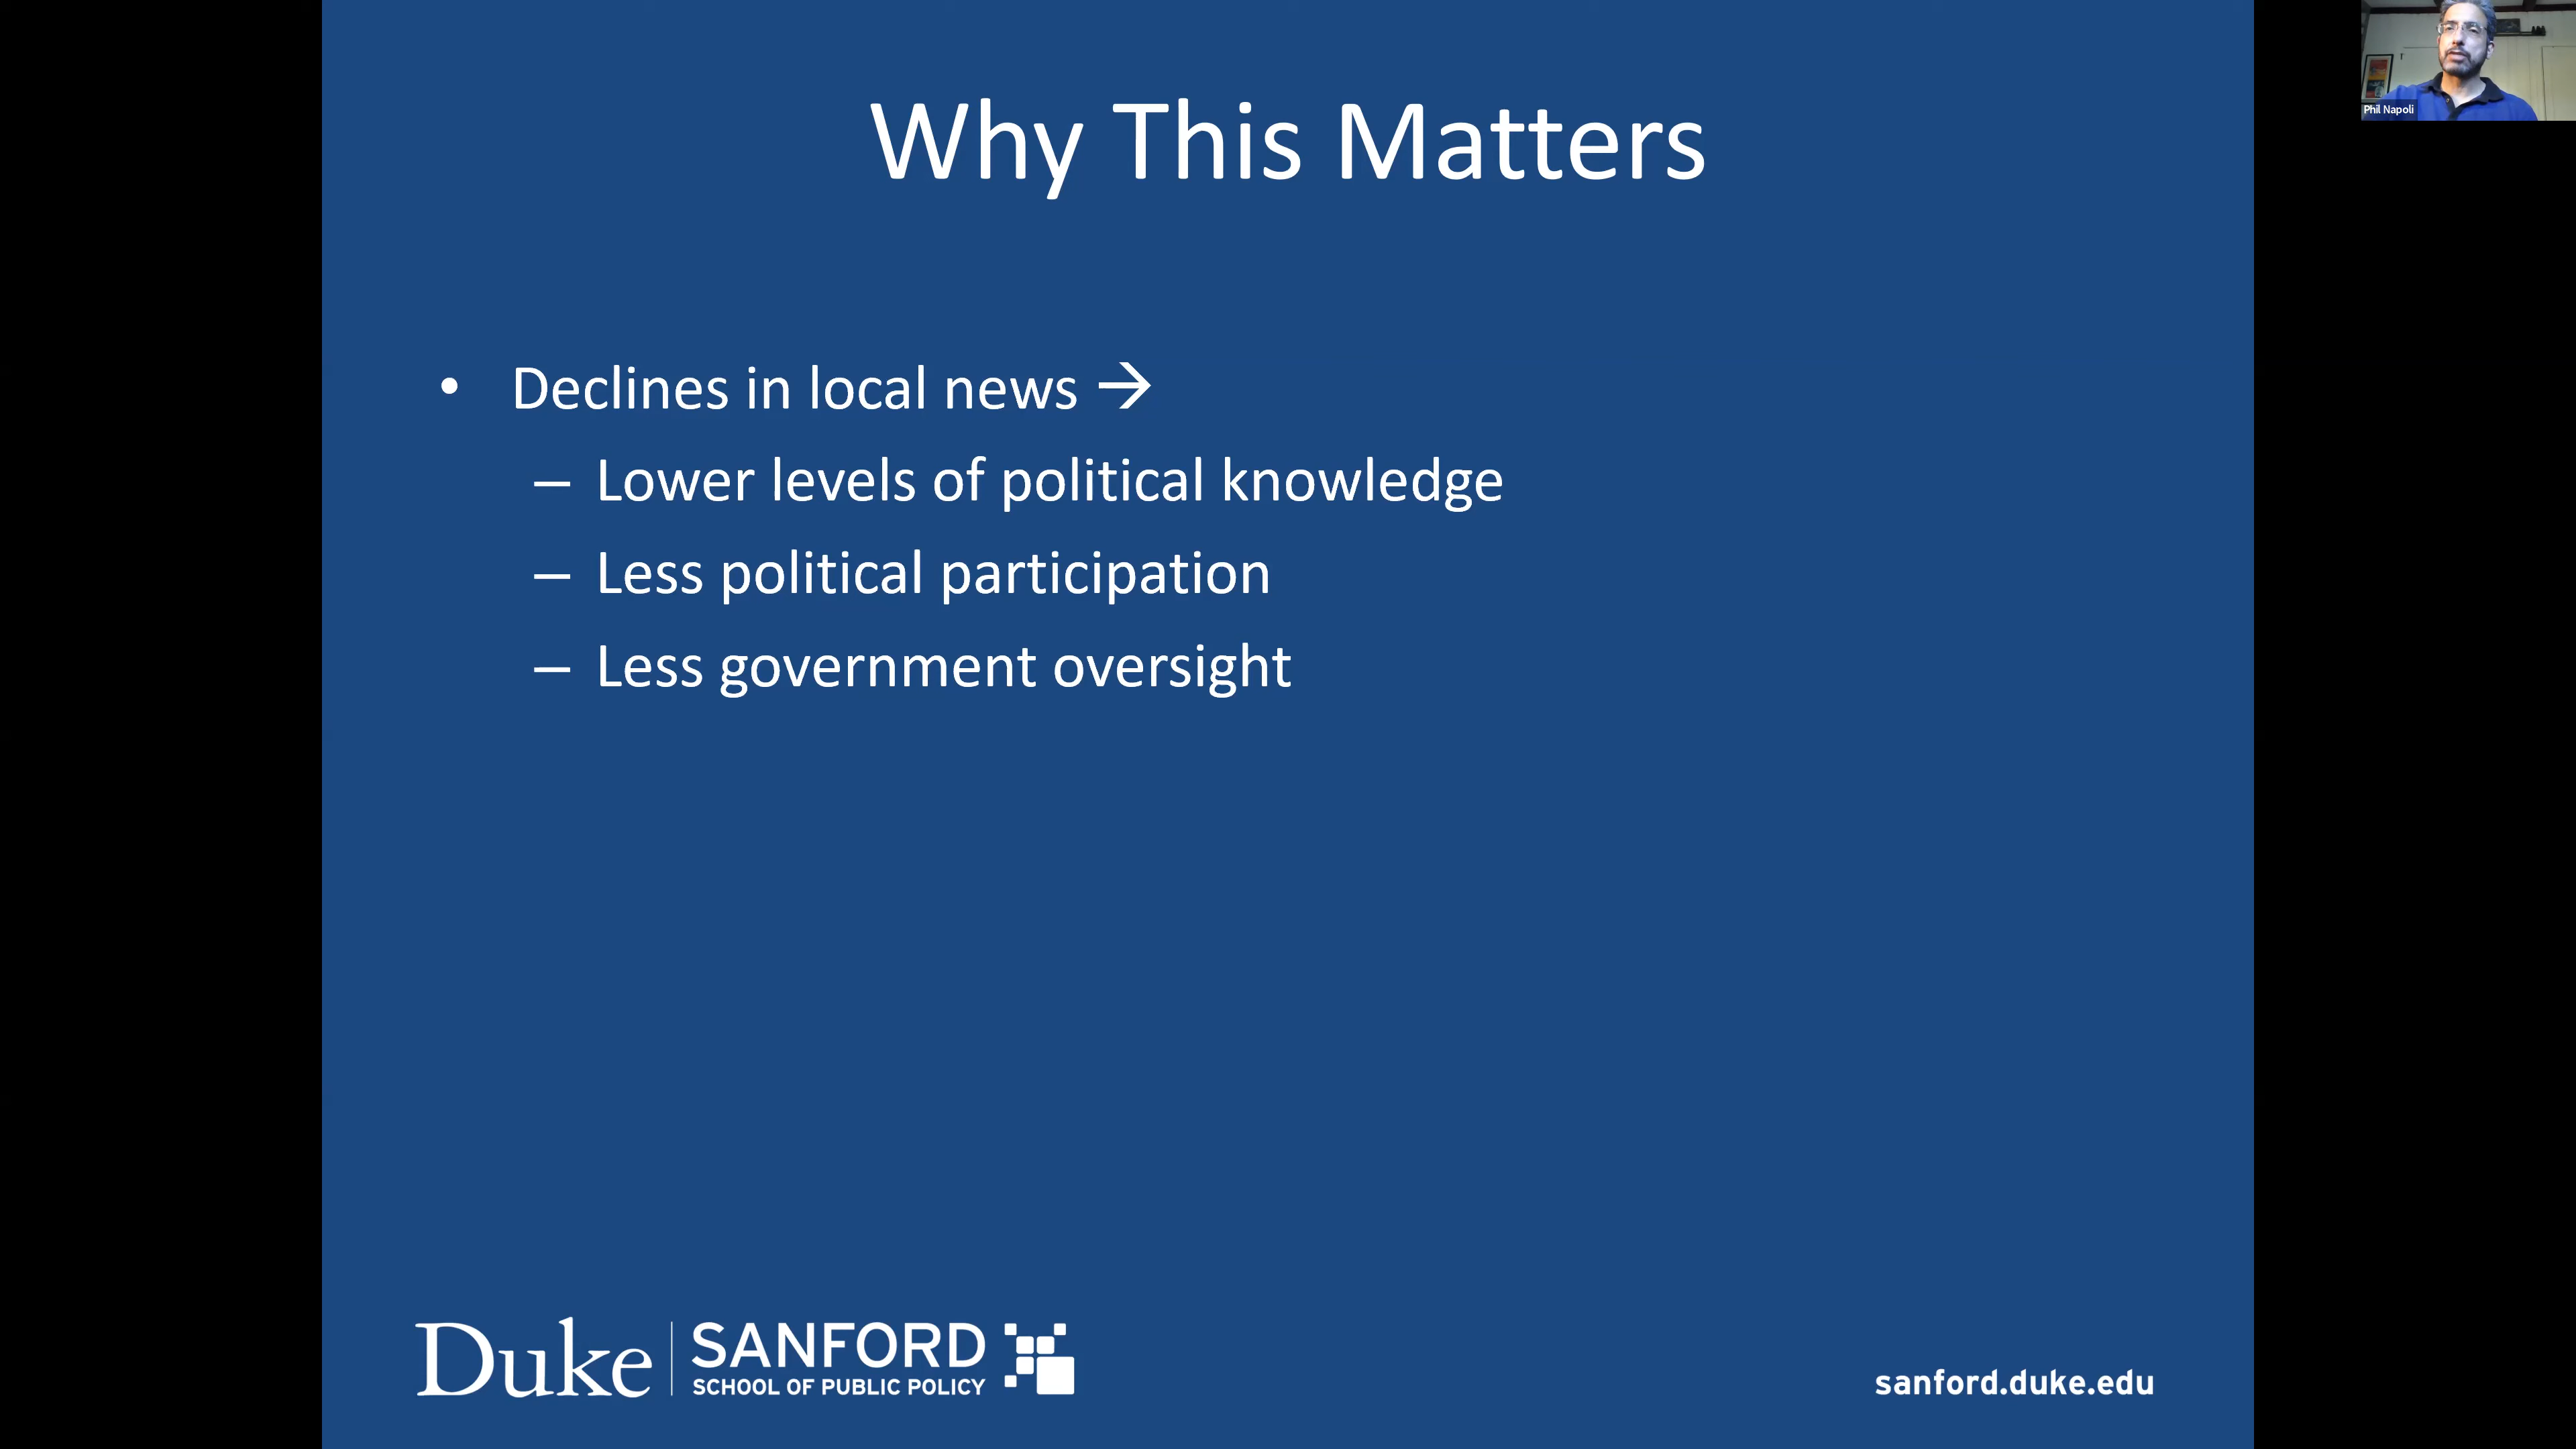 Why This Matters
• Declines in local news →
– Lower levels of political knowledge
– Less political participation
– Less government oversight
Duke | SANFORD
SCHOOL OF PUBLIC POLICY
sanford.duke.edu
Phil Napoli